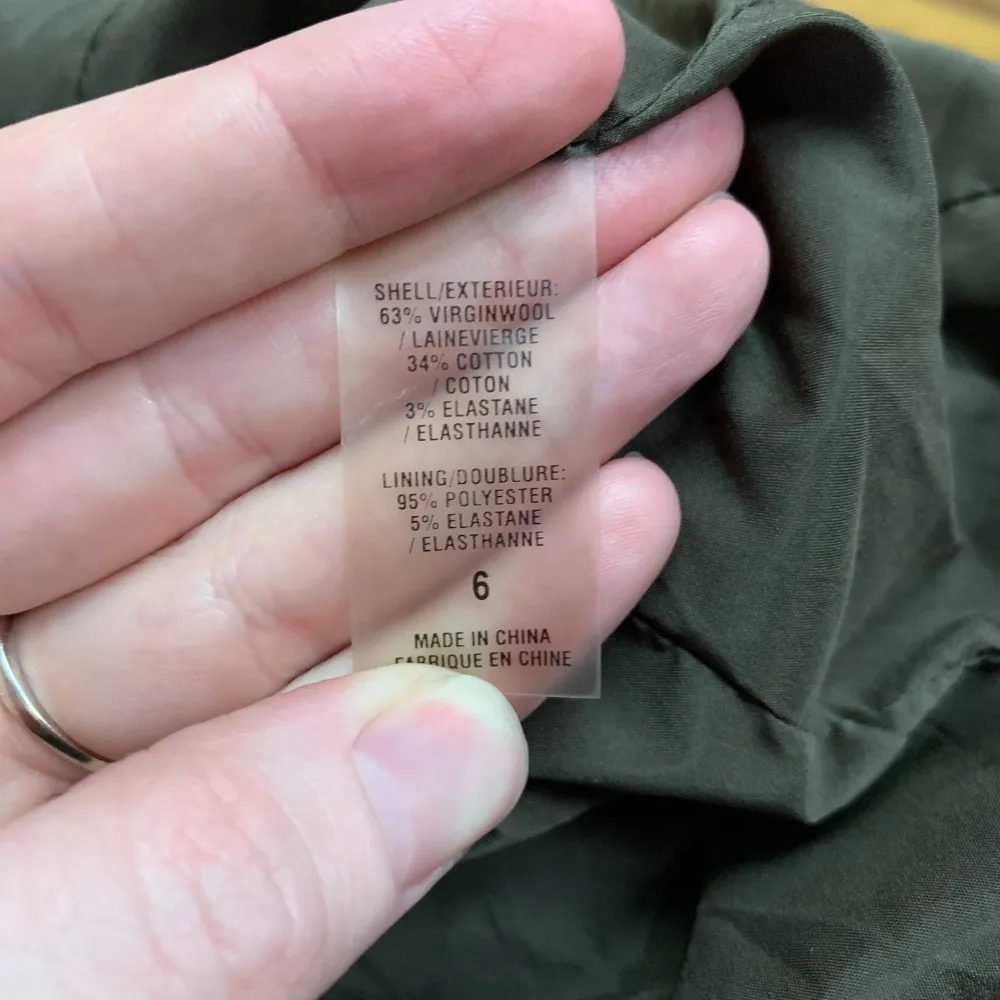 SHELL/EXTERIEUR:
63% VIRGINWOOL
/ LAINEVIERGE
34% COTTON
/ COTON
3% ELASTANE
/ ELASTHANNE
LINING/DOUBLURE:
95% POLYESTER
5% ELASTANE
/ ELASTHANNE
6
MADE IN CHINA
FABRIQUE EN CHINE